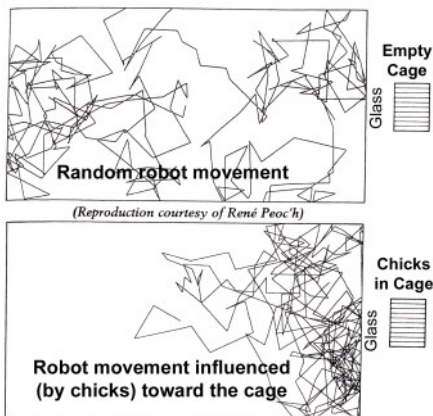 Empty
Cage
Glass
Random robot movement
(Reproduction courtesy of René Peoc'h)
Chicks
in Cage
Glass
Robot movement influenced
(by chicks) toward the cage